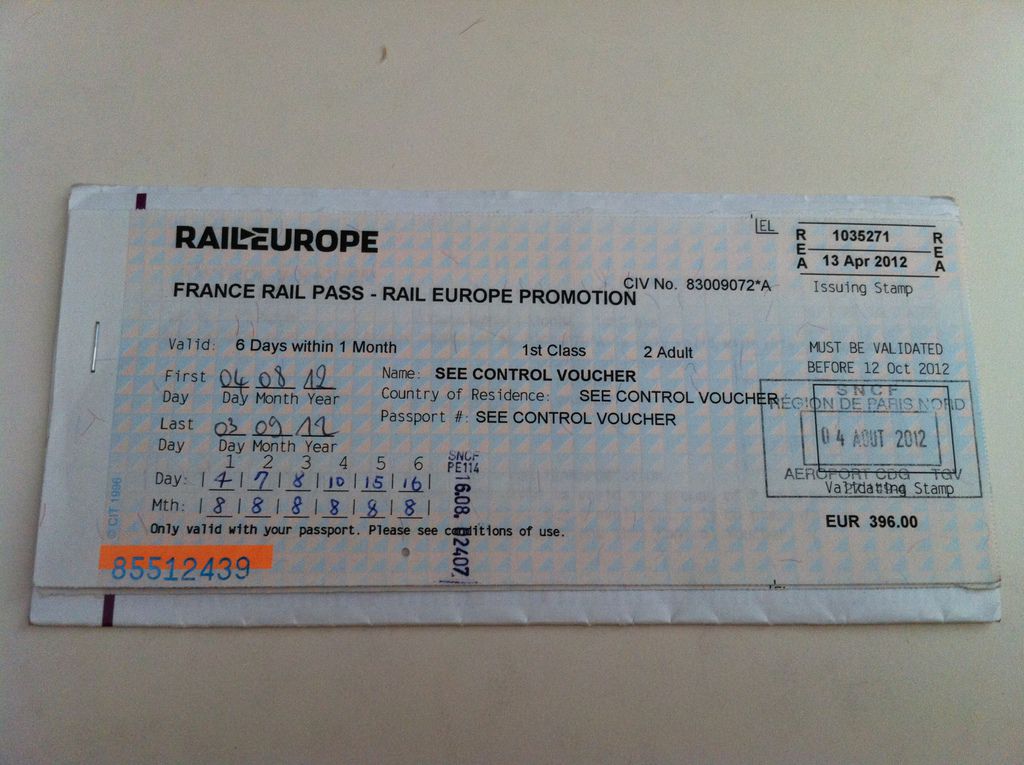 RAILEUROPE
LEL
REA 1035271 REA
13 Apr 2012
Issuing Stamp
CIV No. 83009072*A
FRANCE RAIL PASS - RAIL EUROPE PROMOTION
Valid: 6 Days within 1 Month 1st Class 2 Adult
MUST BE VALIDATED
BEFORE 12 Oct 2012
First 04 08 12
Day Day Month Year
Name: SEE CONTROL VOUCHER
Country of Residence: SEE CONTROL VOUCHER
Passport #: SEE CONTROL VOUCHER
Last 03 09 12
Day Day Month Year
SNCF
RÉGION DE PARIS NORD
04 AOUT 2012
AEROPORT CDG TGV
Validating Stamp
1 2 3 4 5 6
Day: 4 7 8 10 15 16
Mth: 8 8 8 8 8 8
SNCF
PE114
16.08. 02407
Only valid with your passport. Please see conditions of use.
EUR 396.00
© CIT 1996
85512439